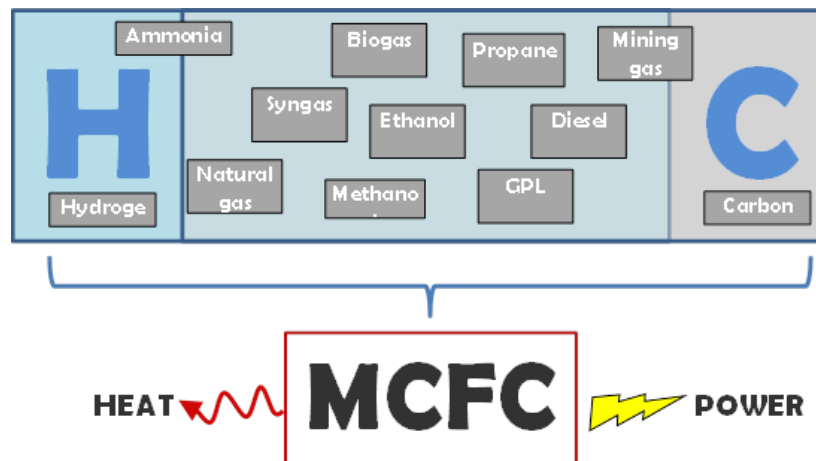 Ammonia
Biogas
Propane
Mining
gas
H
Syngas
Ethanol
Diesel
C
Natural
gas
Methano
GPL
Hydroge
Carbon
HEAT
MCFC
POWER